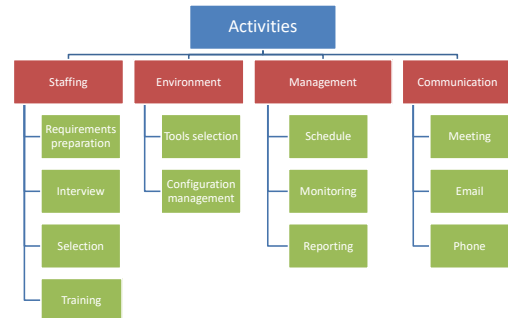 Activities
Staffing
Environment
Management
Communication
Requirements
preparation
Tools selection
Schedule
Meeting
Interview
Configuration
management
Monitoring
Email
Selection
Reporting
Phone
Training